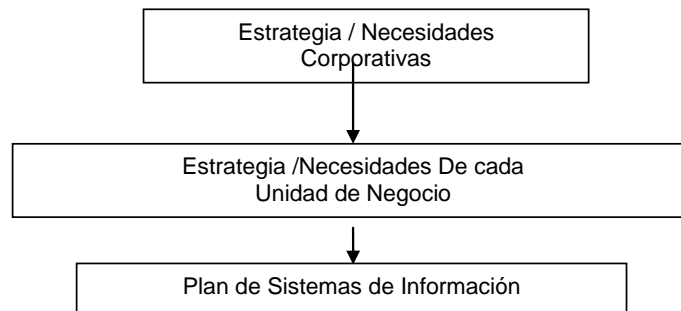 Estrategia / Necesidades
Corporativas
Estrategia /Necesidades De cada
Unidad de Negocio
Plan de Sistemas de Información